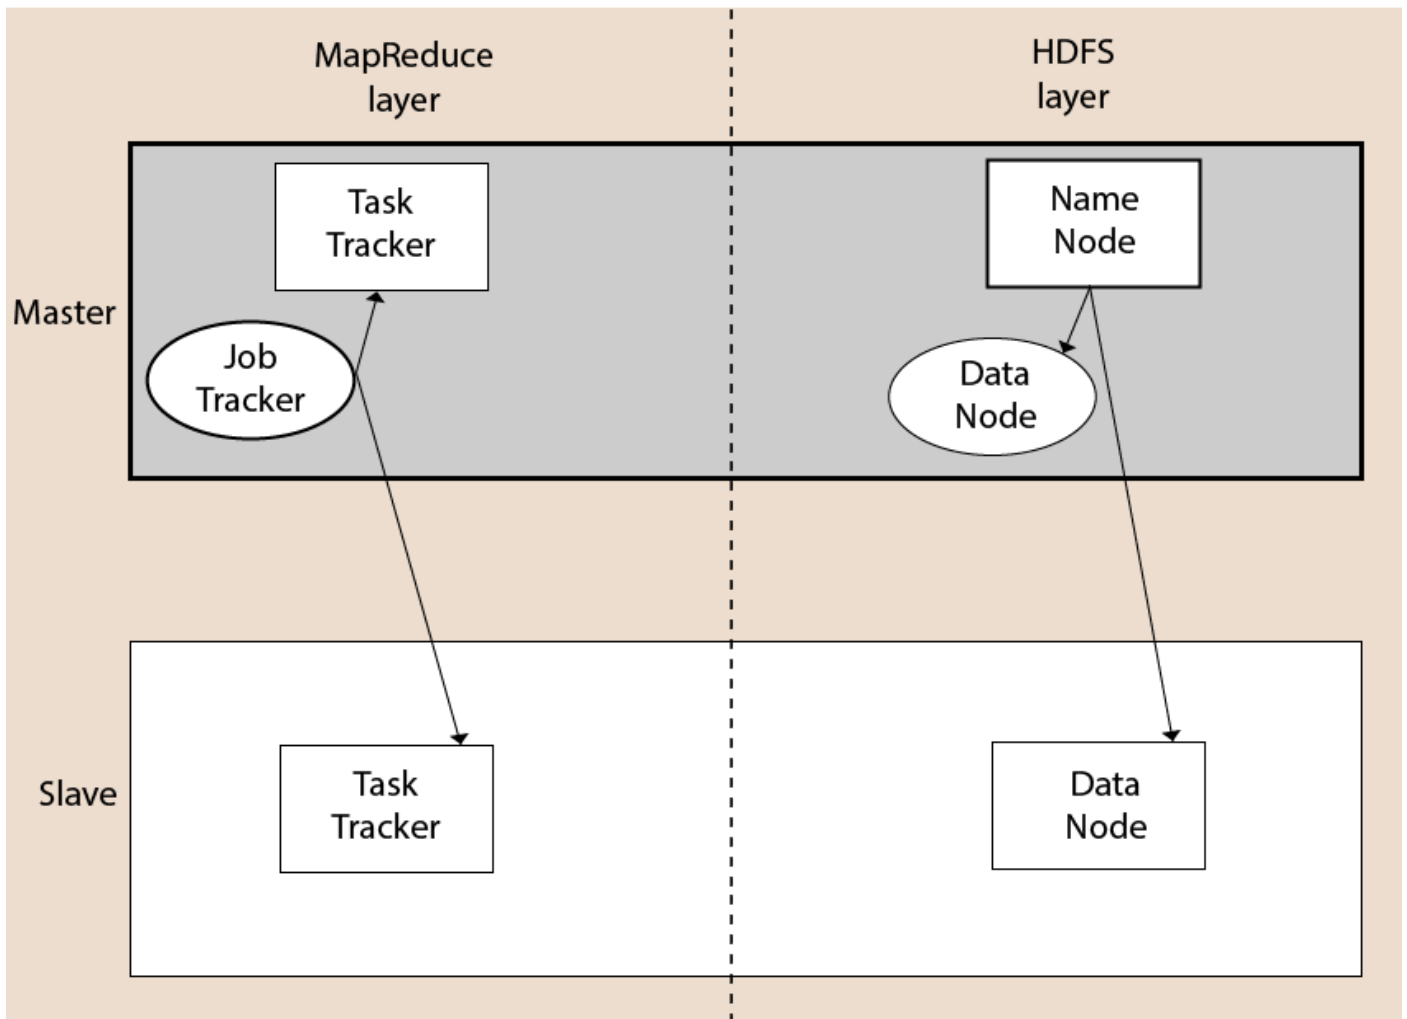 MapReduce
layer
HDFS
layer
Task
Tracker
Name
Node
Master
Job
Tracker
Data
Node
Slave
Task
Tracker
Data
Node